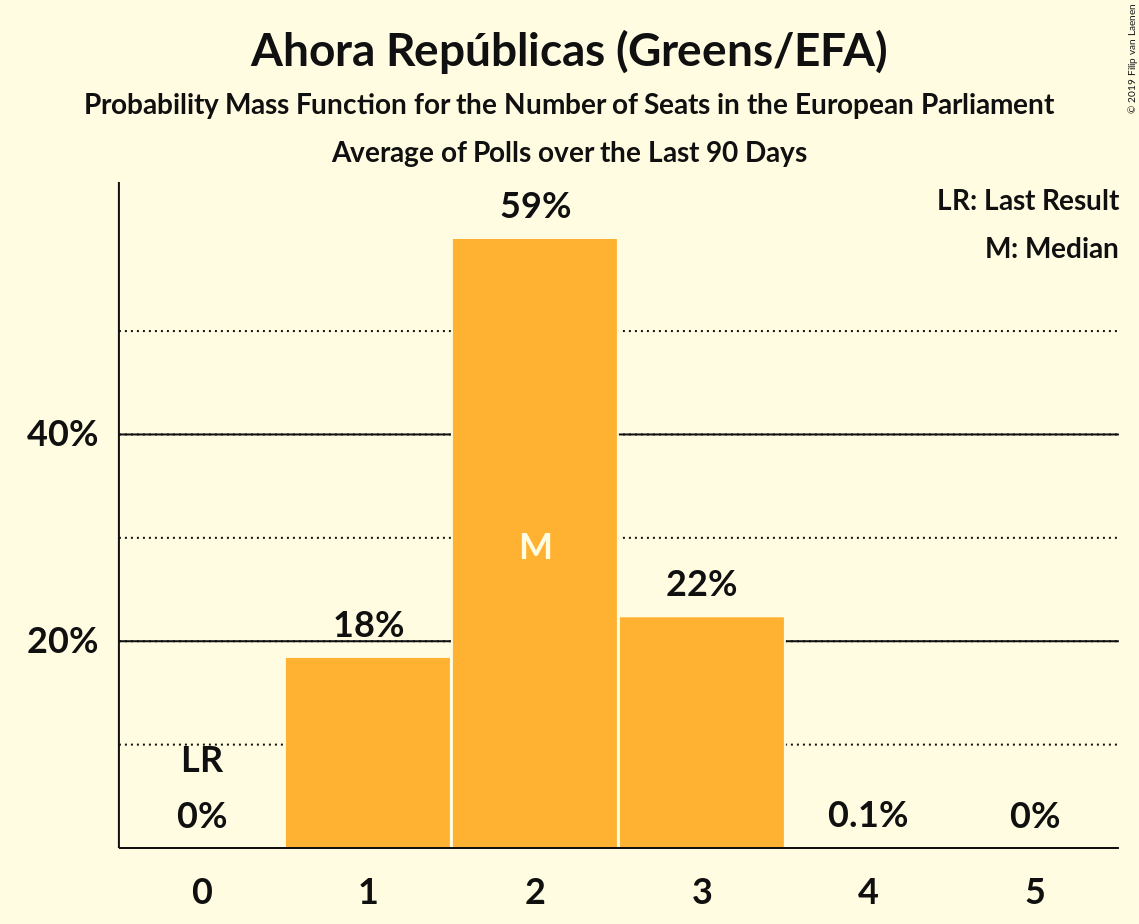 Ahora Repúblicas (Greens/EFA)
Probability Mass Function for the Number of Seats in the European Parliament
Average of Polls over the Last 90 Days
© 2019 Filip van Laenen
LR: Last Result
M: Median
59%
40%
M
22%
18%
20%
LR
0%
0.1%
0%
0 1 2 3 4 5